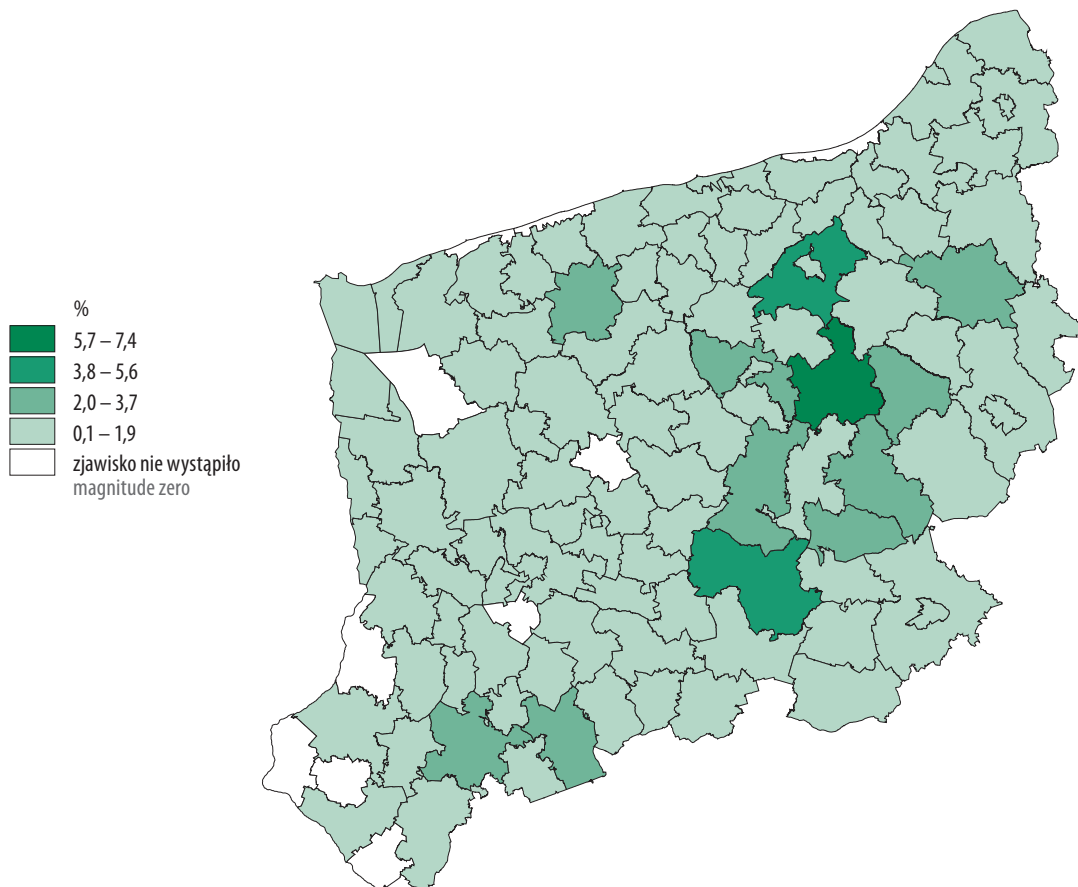 %
5,7 – 7,4
3,8 – 5,6
2,0 – 3,7
0,1 – 1,9
zjawisko nie wystąpiło
magnitude zero